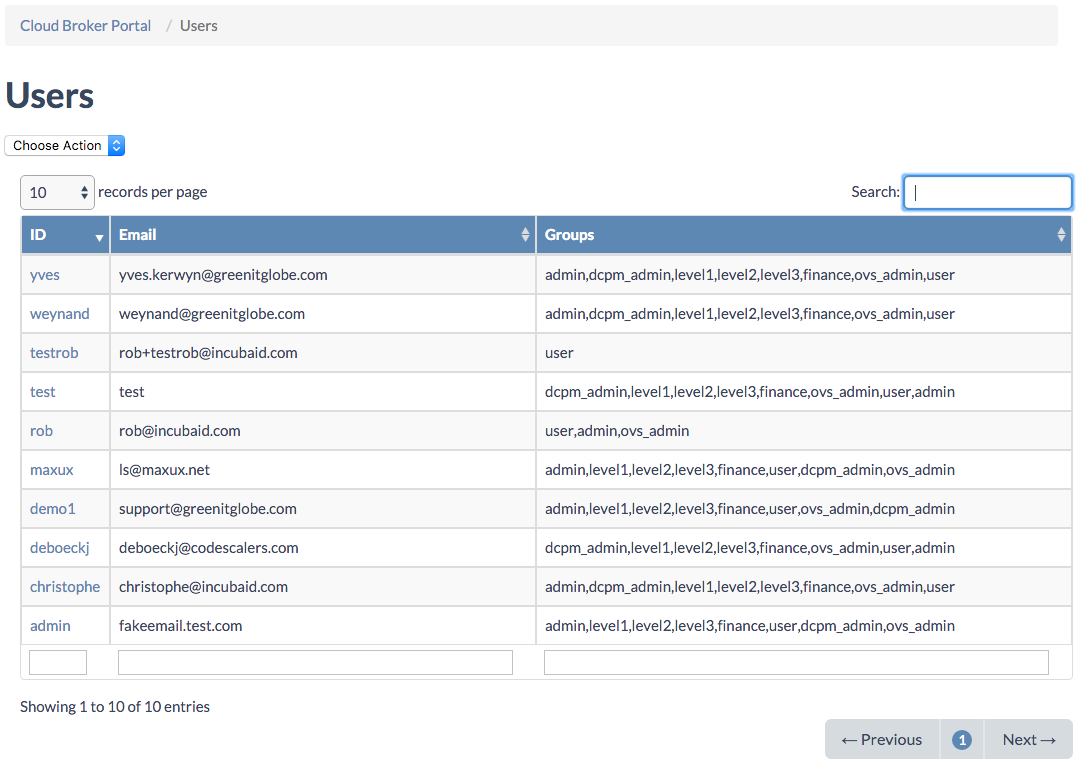 Cloud Broker Portal / Users
Users
Choose Action
10 records per page Search:
ID Email Groups
yves yves.kerwyn@greenitglobe.com admin,dcpm_admin,level1,level2,level3,finance,ovs_admin,user
weynand weynand@greenitglobe.com admin,dcpm_admin,level1,level2,level3,finance,ovs_admin,user
testrob rob+testrob@incubaid.com user
test test dcpm_admin,level1,level2,level3,finance,ovs_admin,user,admin
rob rob@incubaid.com user,admin,ovs_admin
maxux ls@maxux.net admin,level1,level2,level3,finance,user,dcpm_admin,ovs_admin
demo1 support@greenitglobe.com admin,level1,level2,level3,finance,user,ovs_admin,dcpm_admin
deboeckj deboeckj@codescalers.com dcpm_admin,level1,level2,level3,finance,ovs_admin,user,admin
christophe christophe@incubaid.com admin,dcpm_admin,level1,level2,level3,finance,ovs_admin,user
admin fakeemail.test.com admin,level1,level2,level3,finance,user,dcpm_admin,ovs_admin
Showing 1 to 10 of 10 entries
← Previous 1 Next →